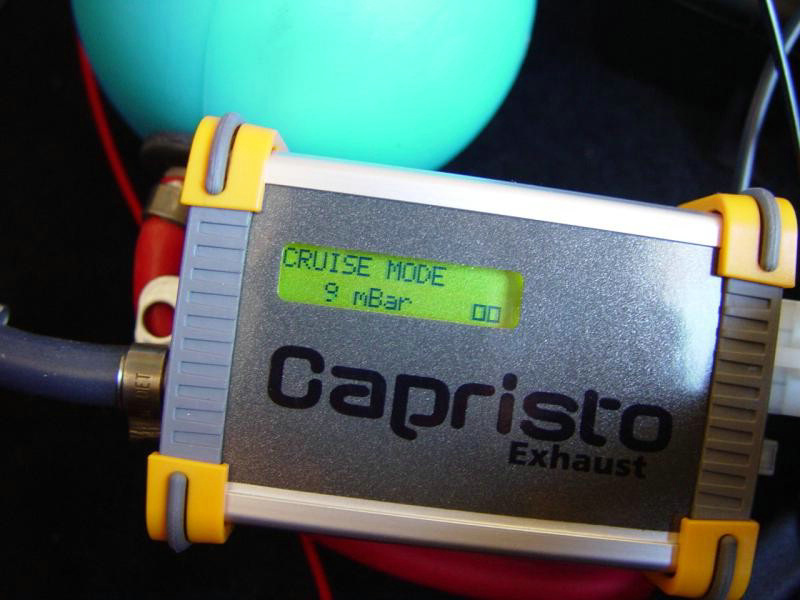 CRUISE MODE
9 mBar
Capristo
Exhaust